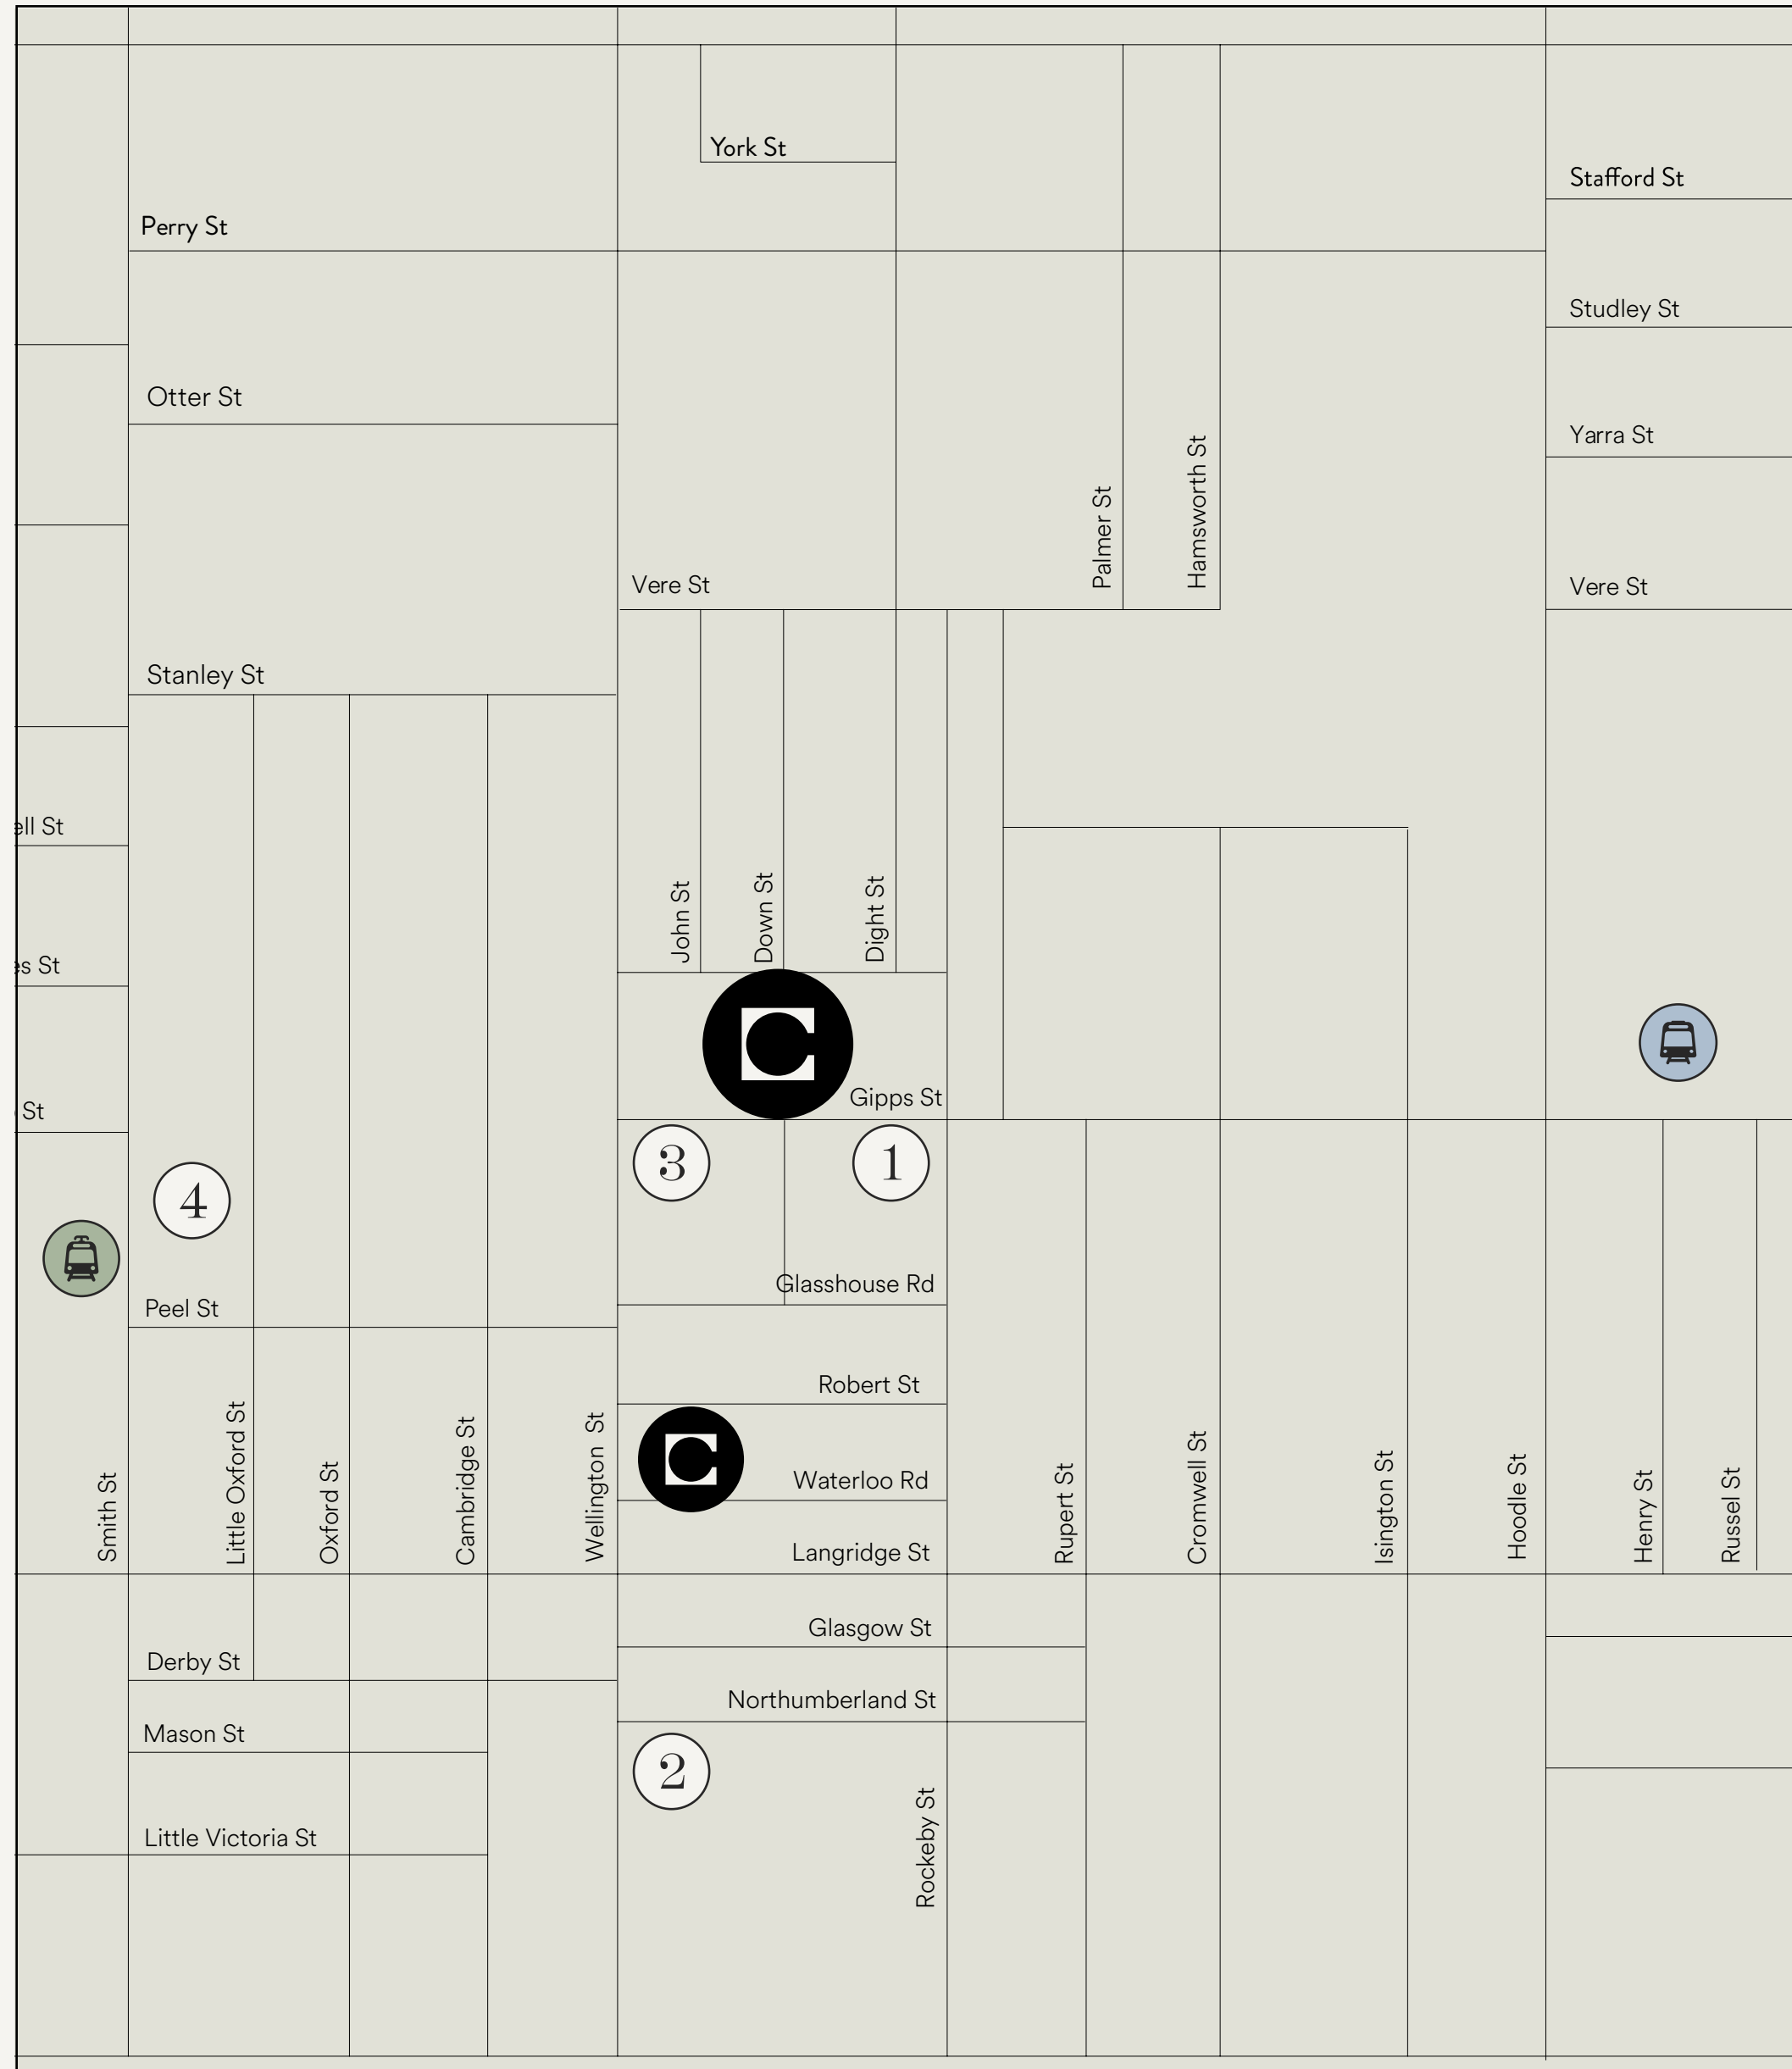 York St
Stafford St
Perry St
Studley St
Otter St
Yarra St
Palmer St
Hamsworth St
Vere St
Vere St
Stanley St
ell St
John St
Down St
Dight St
es St
C
Gipps St
St
3
1
4
Glasshouse Rd
Peel St
Robert St
C
Waterloo Rd
Smith St
Little Oxford St
Oxford St
Cambridge St
Wellington St
Rupert St
Cromwell St
Isington St
Hoodle St
Henry St
Russel St
Langridge St
Glasgow St
Derby St
Northumberland St
Mason St
2
Rockeby St
Little Victoria St